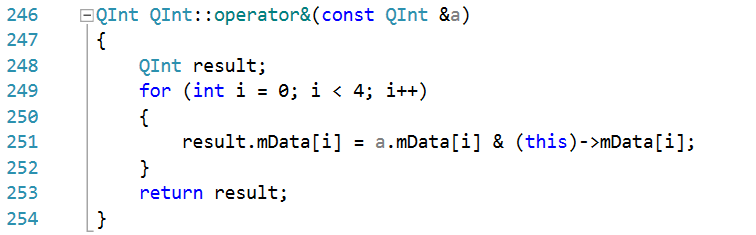 246 QInt QInt::operator&(const QInt &a)
247 {
248     QInt result;
249     for (int i = 0; i < 4; i++)
250     {
251         result.mData[i] = a.mData[i] & (this)->mData[i];
252     }
253     return result;
254 }